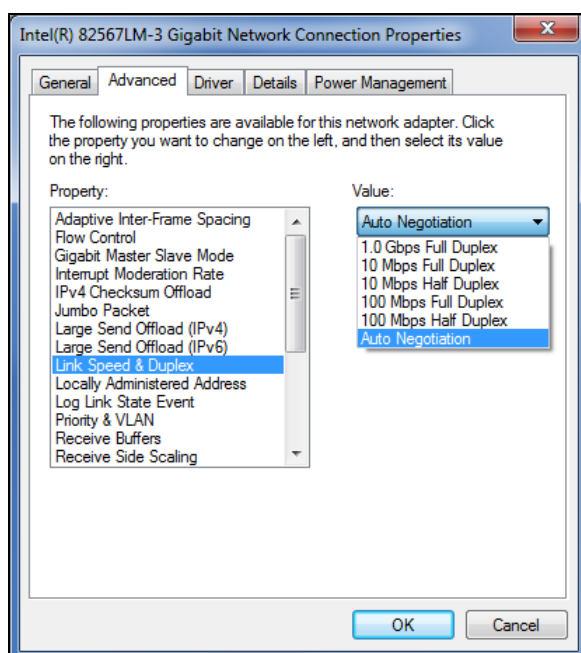 Intel(R) 82567LM-3 Gigabit Network Connection Properties
General Advanced Driver Details Power Management
The following properties are available for this network adapter. Click
the property you want to change on the left, and then select its value
on the right.
Property:
Value:
Adaptive Inter-Frame Spacing
Flow Control
Gigabit Master Slave Mode
Interrupt Moderation Rate
IPv4 Checksum Offload
Jumbo Packet
Large Send Offload (IPv4)
Large Send Offload (IPv6)
Link Speed & Duplex
Locally Administered Address
Log Link State Event
Priority & VLAN
Receive Buffers
Receive Side Scaling
Auto Negotiation
1.0 Gbps Full Duplex
10 Mbps Full Duplex
10 Mbps Half Duplex
100 Mbps Full Duplex
100 Mbps Half Duplex
Auto Negotiation
OK Cancel